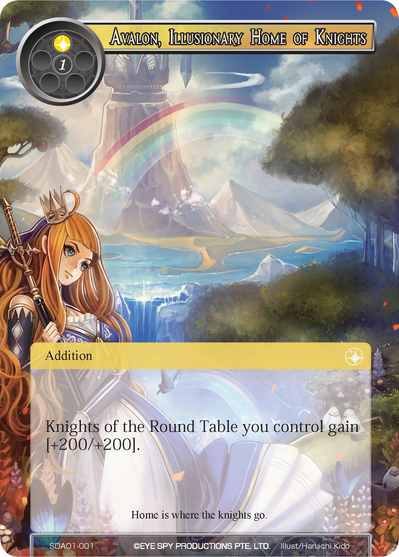 Avalon, Illusionary Home of Knights
1
Addition
Knights of the Round Table you control gain
[+200/+200].
Home is where the knights go.
SDAO1-001 ©EYE SPY PRODUCTIONS PTE. LTD. Illust/Haruichi Kido